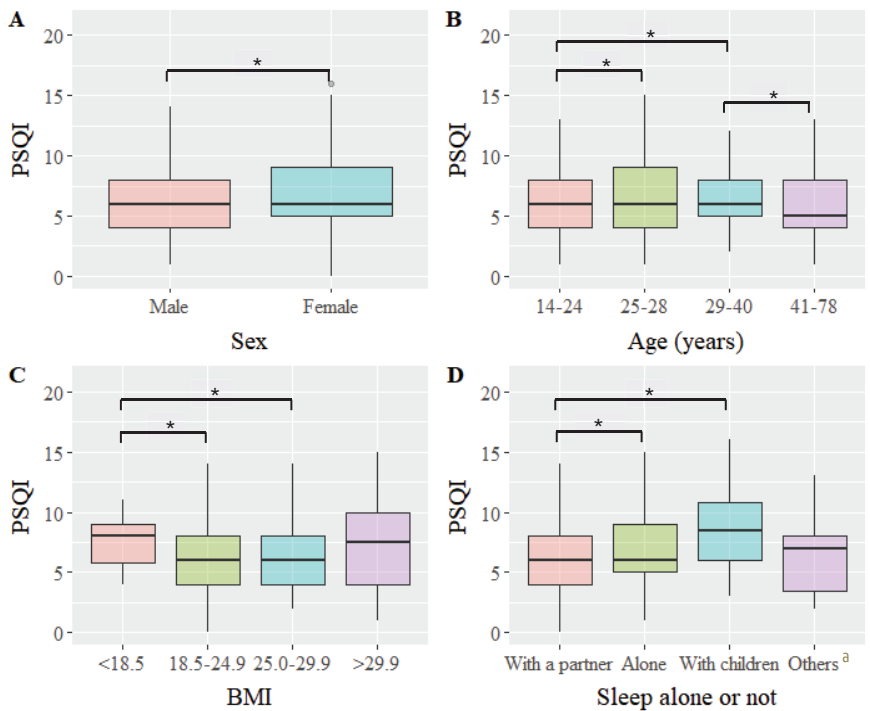 A
PSQI
20
15
10
5
0
*
Male Female
Sex
B
PSQI
20
15
10
5
0
*
*
*
14-24 25-28 29-40 41-78
Age (years)
C
PSQI
20
15
10
5
0
*
*
<18.5 18.5-24.9 25.0-29.9 >29.9
BMI
D
PSQI
20
15
10
5
0
*
*
With a partner Alone With children Others a
Sleep alone or not